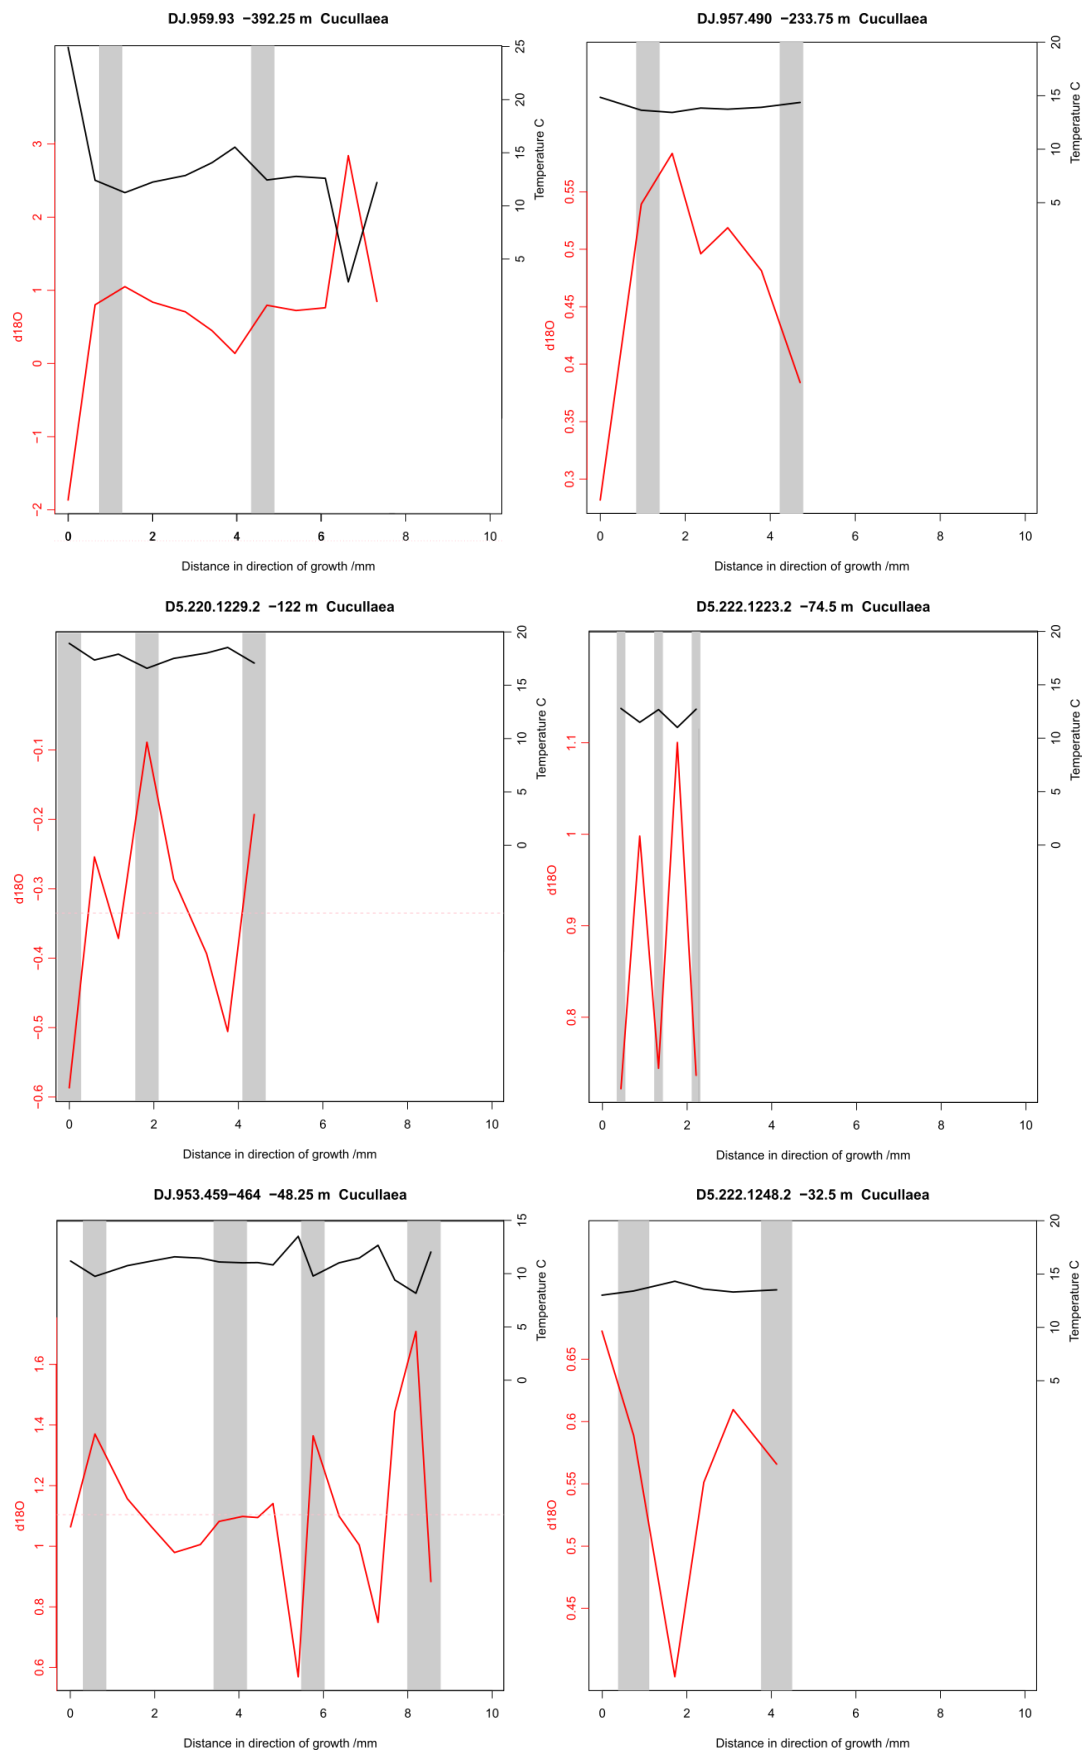 DJ.959.93 −392.25 m Cucullaea
25
20
15
10
5
Temperature C
3
2
1
0
−1
−2
d18O
0 2 4 6 8 10
Distance in direction of growth /mm
DJ.957.490 −233.75 m Cucullaea
20
15
10
5
Temperature C
0.55
0.5
0.45
0.4
0.35
0.3
d18O
0 2 4 6 8 10
Distance in direction of growth /mm
D5.220.1229.2 −122 m Cucullaea
20
15
10
5
0
Temperature C
−0.1
−0.2
−0.3
−0.4
−0.5
−0.6
d18O
0 2 4 6 8 10
Distance in direction of growth /mm
D5.222.1223.2 −74.5 m Cucullaea
20
15
10
5
0
Temperature C
1.1
1
0.9
0.8
d18O
0 2 4 6 8 10
Distance in direction of growth /mm
DJ.953.459−464 −48.25 m Cucullaea
15
10
5
0
Temperature C
1.6
1.4
1.2
1
0.8
0.6
d18O
0 2 4 6 8 10
Distance in direction of growth /mm
D5.222.1248.2 −32.5 m Cucullaea
20
15
10
5
Temperature C
0.65
0.6
0.55
0.5
0.45
d18O
0 2 4 6 8 10
Distance in direction of growth /mm